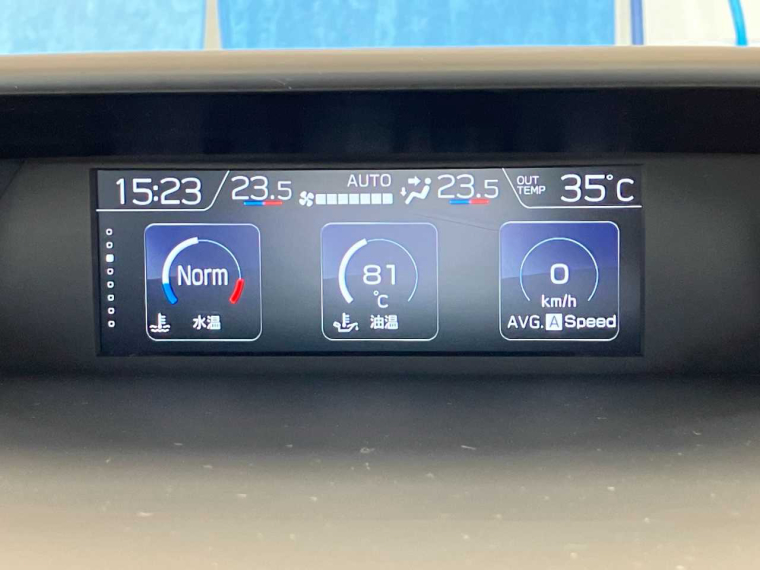 15:23 23.5 AUTO 23.5 OUT TEMP 35°C
Norm
水温
81
°C
油温
0
km/h
AVG. A Speed